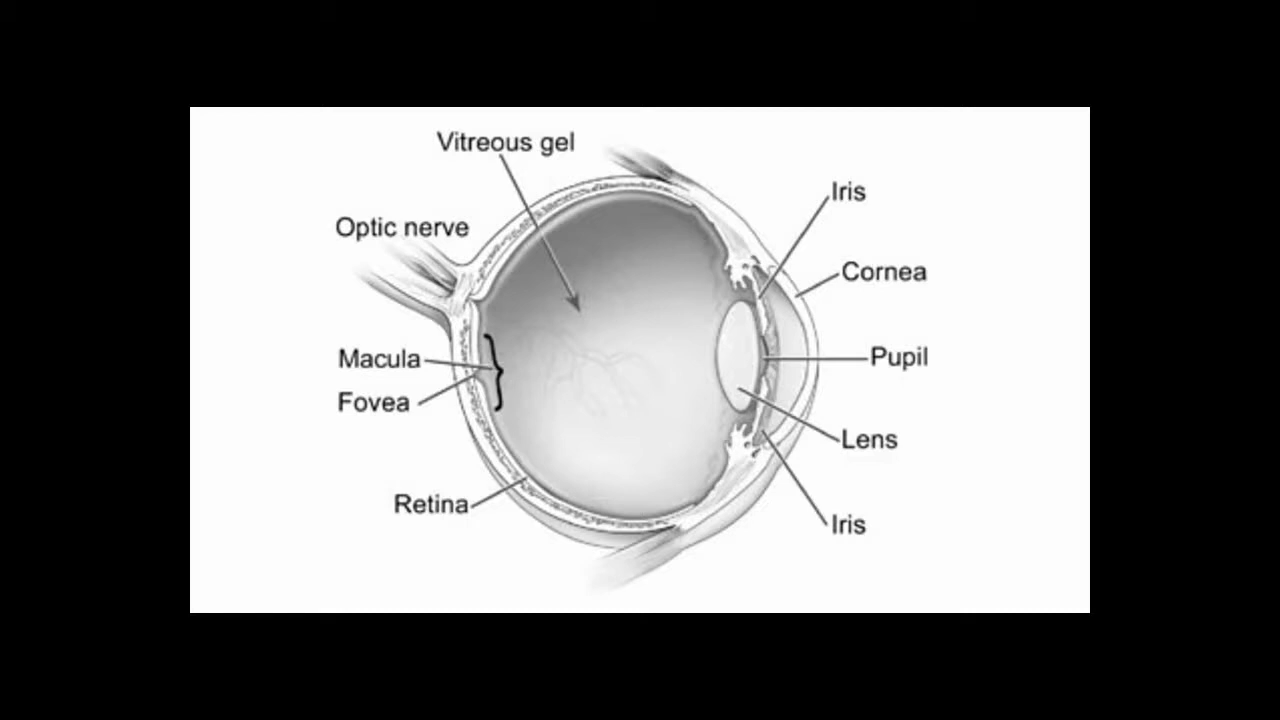 Vitreous gel
Iris
Optic nerve
Cornea
Macula
Pupil
Fovea
Lens
Retina
Iris